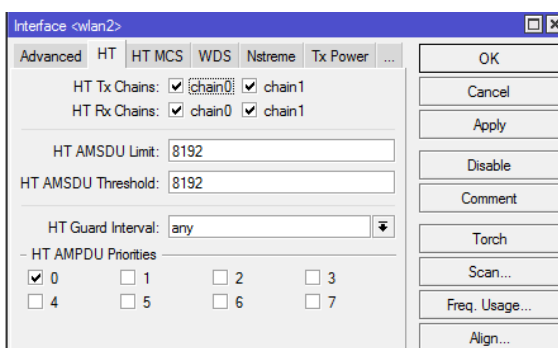 Interface <wlan2>
Advanced HT HT MCS WDS Nstreme Tx Power ...
HT Tx Chains: chain0 chain1
HT Rx Chains: chain0 chain1
HT AMSDU Limit: 8192
HT AMSDU Threshold: 8192
HT Guard Interval: any
HT AMPDU Priorities
0 1 2 3
4 5 6 7
OK
Cancel
Apply
Disable
Comment
Torch
Scan...
Freq. Usage...
Align...